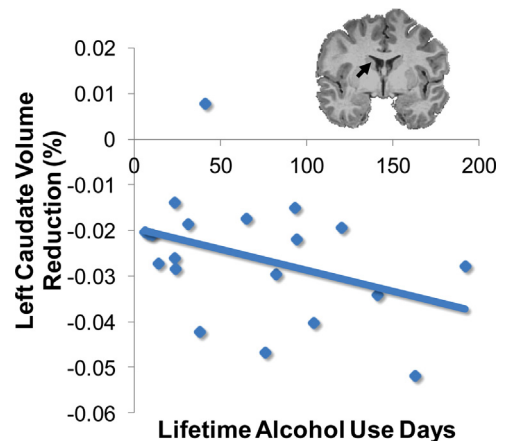 0.02
0.01
0
0 50 100 150 200
-0.01
-0.02
-0.03
-0.04
-0.05
-0.06
Left Caudate Volume
Reduction (%)
Lifetime Alcohol Use Days